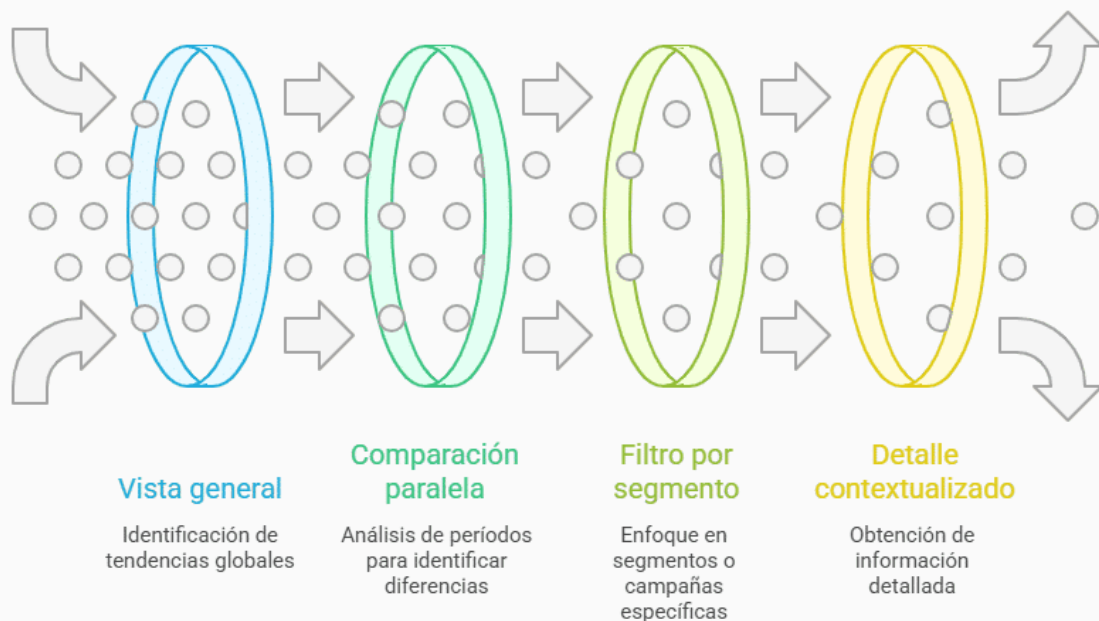 Vista general
Identificación de
tendencias globales
Comparación
paralela
Análisis de períodos
para identificar
diferencias
Filtro por
segmento
Enfoque en
segmentos o
campañas
específicas
Detalle
contextualizado
Obtención de
información
detallada